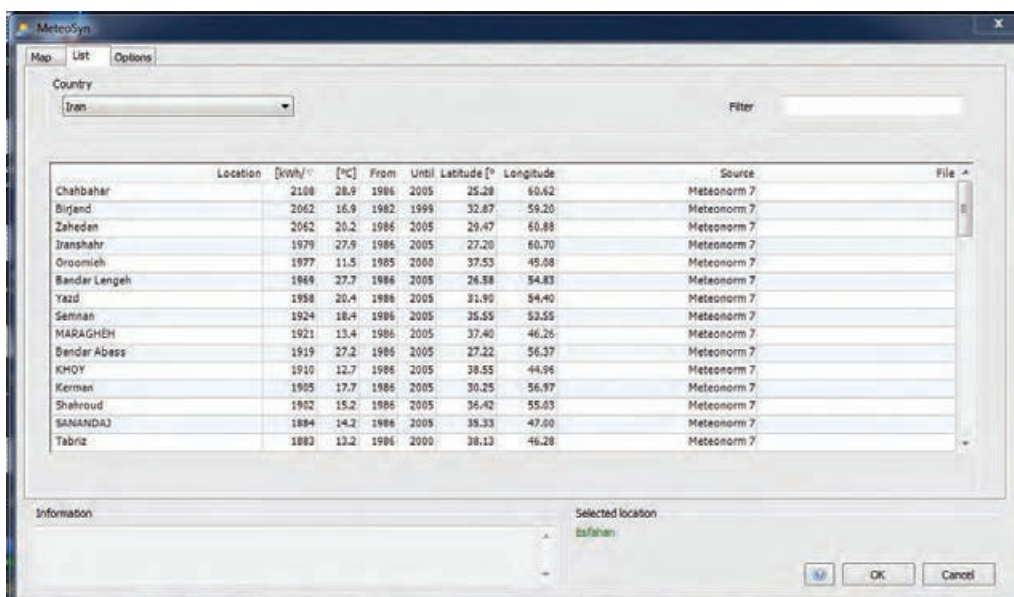 MeteoSyn
Map List Options
Country
Iran Filter
Location [kWh/ [°C] From Until Latitude [° Longitude Source File
Chahbahar 2108 28.9 1986 2005 25.28 60.62 Meteonorm 7
Birjand 2062 16.9 1982 1999 32.87 59.20 Meteonorm 7
Zahedan 2062 20.2 1986 2005 29.47 60.88 Meteonorm 7
Iranshahr 1979 27.9 1986 2005 27.20 60.70 Meteonorm 7
Oroomieh 1977 11.5 1985 2000 37.53 45.08 Meteonorm 7
Bandar Lengeh 1969 27.7 1986 2005 26.58 54.83 Meteonorm 7
Yazd 1958 20.4 1986 2005 31.90 54.40 Meteonorm 7
Semnan 1924 18.4 1986 2005 35.55 53.55 Meteonorm 7
MARAGHEH 1921 13.4 1986 2005 37.40 46.26 Meteonorm 7
Bandar Abass 1919 27.2 1986 2005 27.22 56.37 Meteonorm 7
KHOY 1910 12.7 1986 2005 38.55 44.96 Meteonorm 7
Kerman 1905 17.7 1986 2005 30.25 56.97 Meteonorm 7
Shahroud 1902 15.2 1986 2005 36.42 55.03 Meteonorm 7
SANANDAJ 1884 14.2 1986 2005 35.33 47.00 Meteonorm 7
Tabriz 1883 13.2 1986 2000 38.13 46.28 Meteonorm 7
Information Selected location
OK Cancel